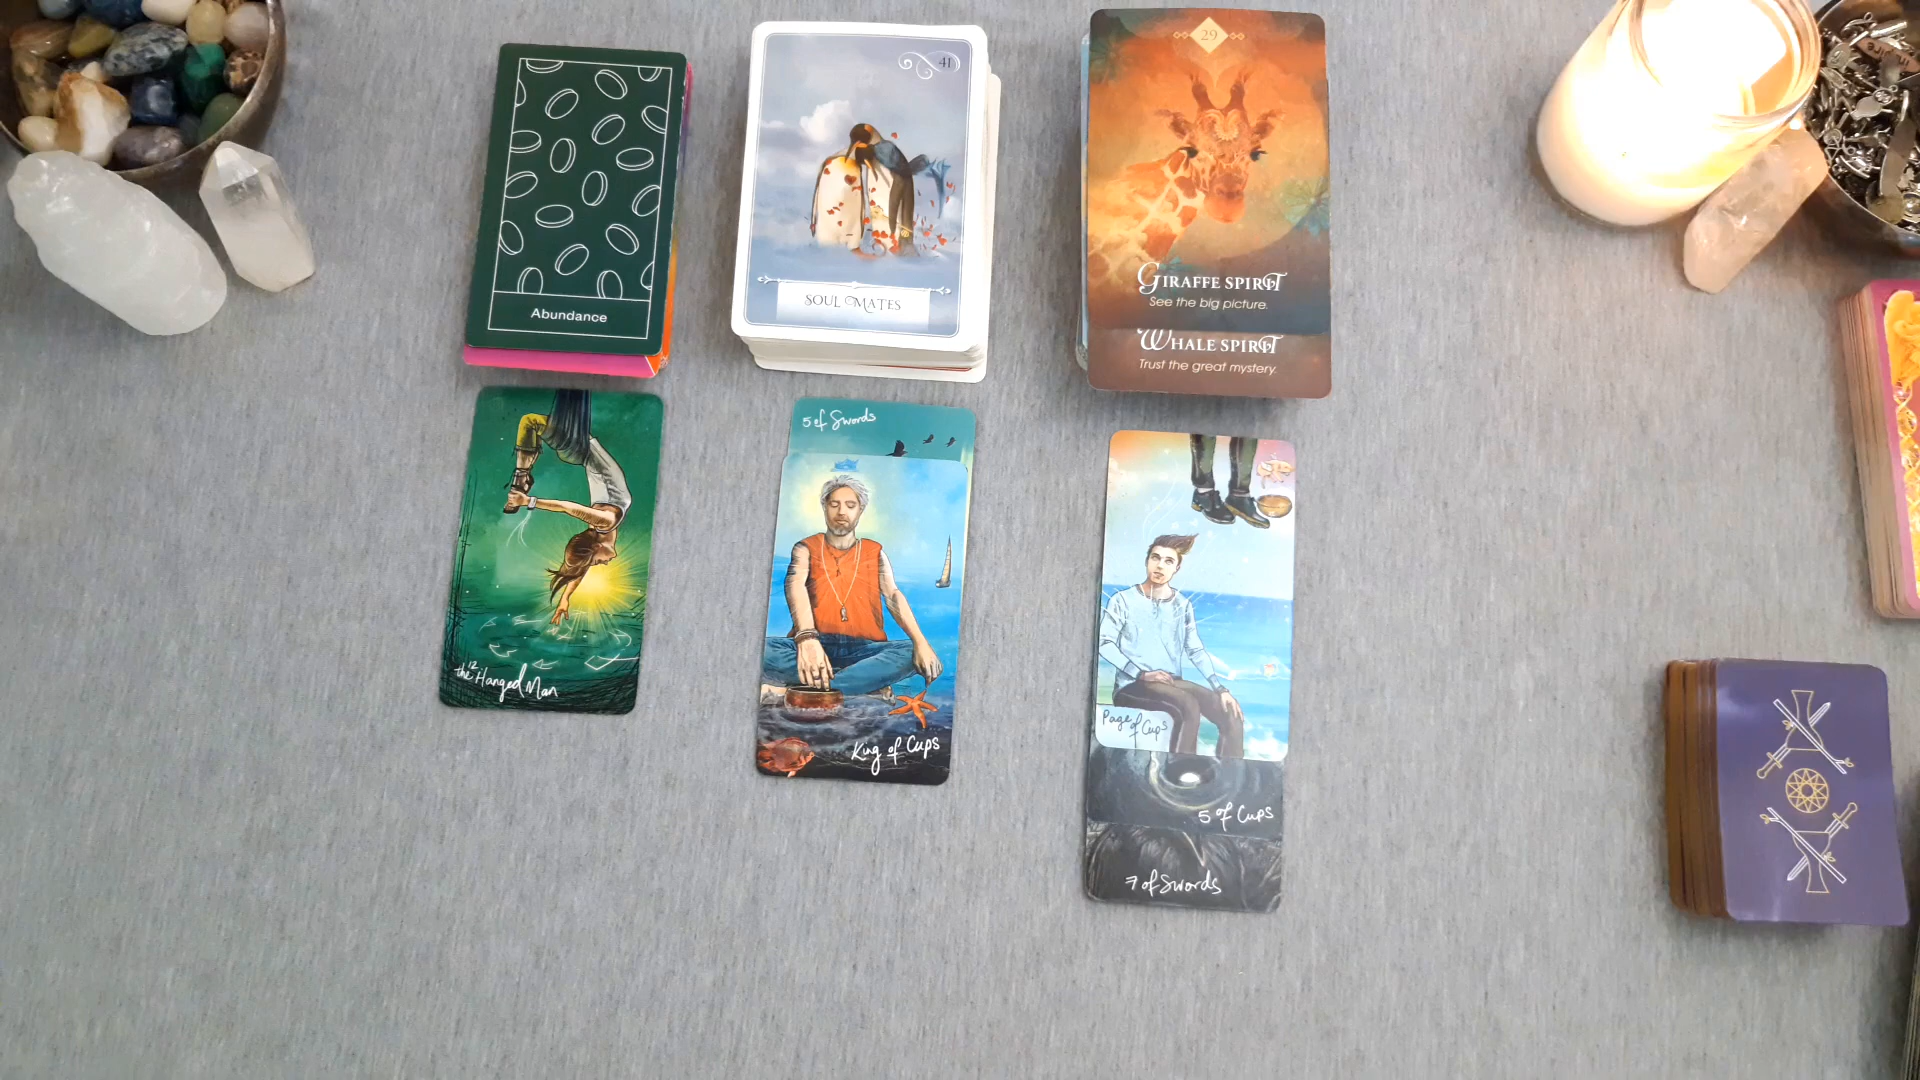 Abundance
41
SOUL MATES
29
GIRAFFE SPIRIT
See the big picture.
WHALE SPIRIT
Trust the great mystery.
12
the Hanged Man
5 of Swords
King of Cups
Page of Cups
5 of Cups
7 of Swords